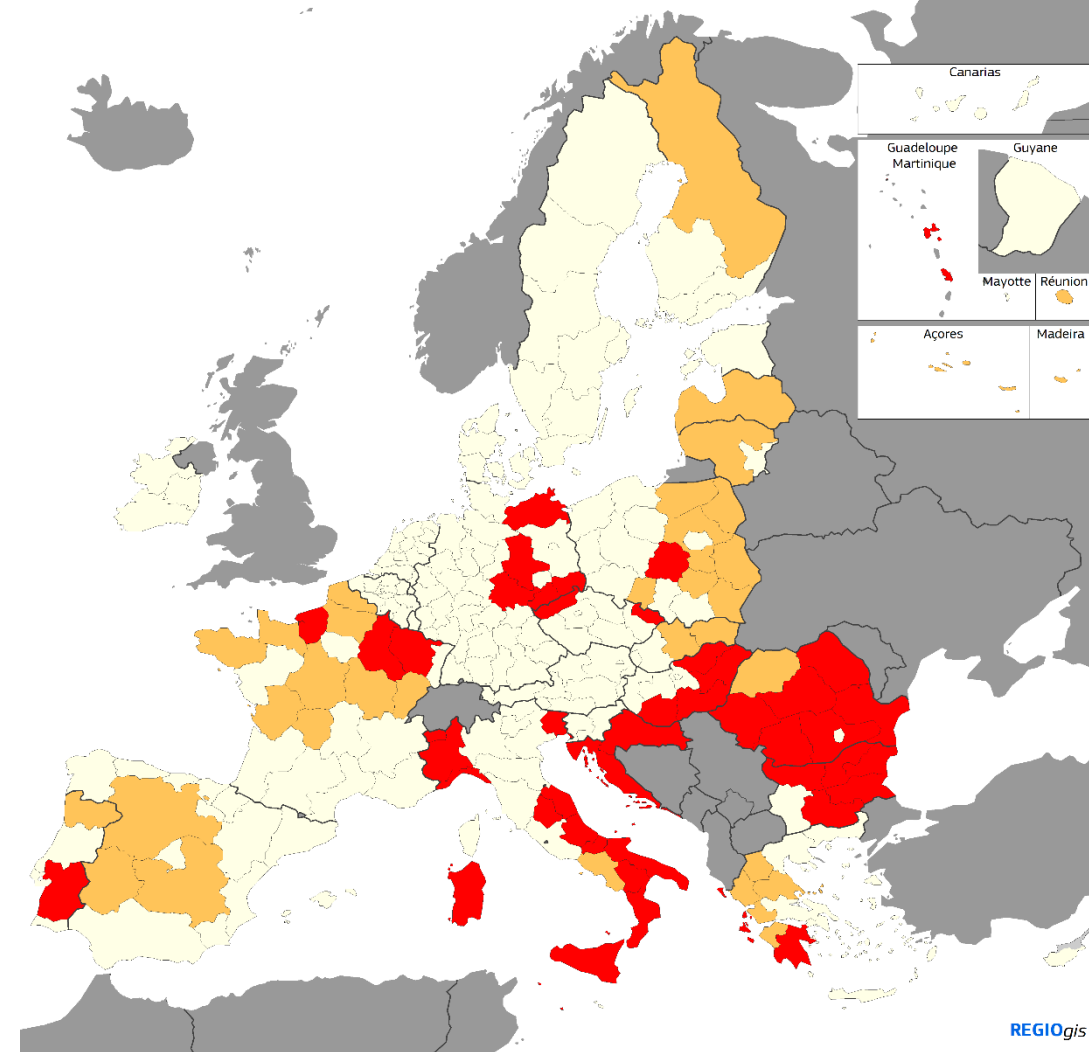 Canarias
Guadeloupe
Martinique
Guyane
Mayotte
Réunion
Açores
Madeira
REGIOgis